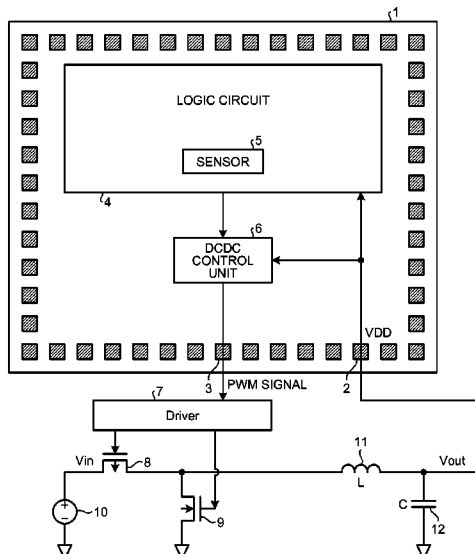 1
LOGIC CIRCUIT
5
SENSOR
4
6
DCDC
CONTROL
UNIT
VDD
3
PWM SIGNAL
2
7
Driver
Vin
8
11
Vout
L
10
9
C
12